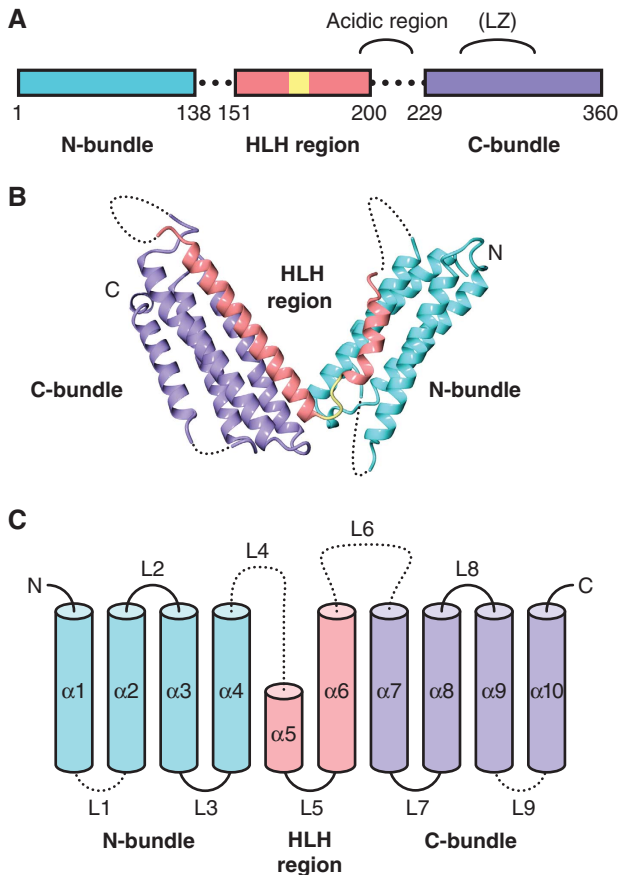 A
Acidic region (LZ)
1 138 151 200 229 360
N-bundle HLH region C-bundle
B
HLH
region
C N
C-bundle N-bundle
C
L6
L4
L2 L8
N C
α1 α2 α3 α4 α5 α6 α7 α8 α9 α10
L1 L3 L5 L7 L9
N-bundle HLH
region C-bundle